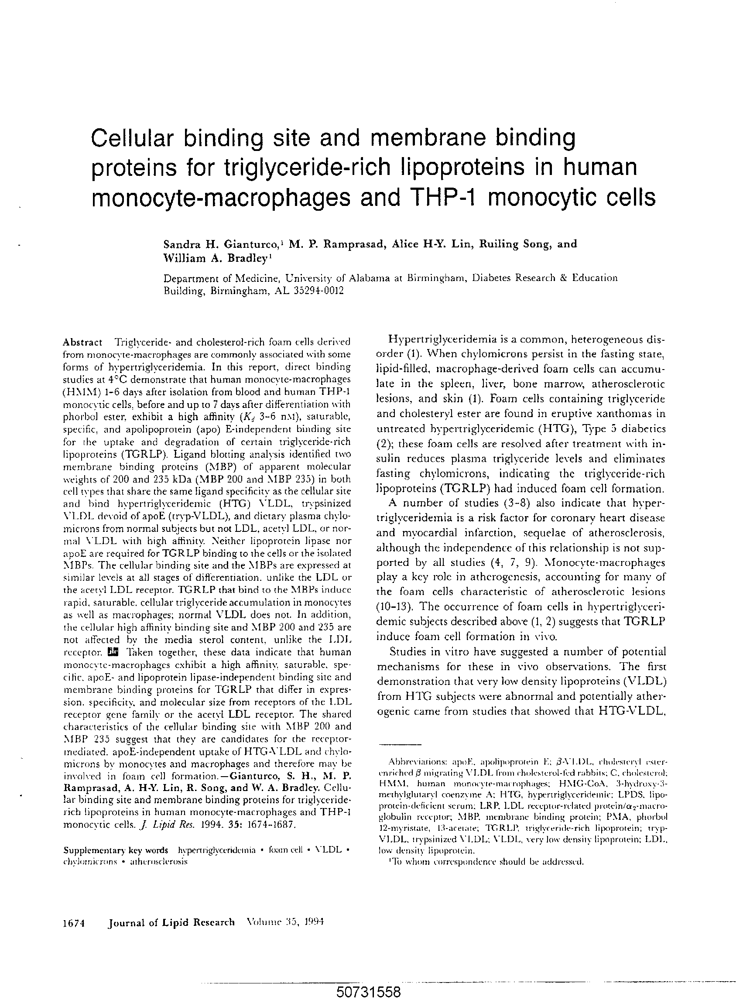 Cellular binding site and membrane binding
proteins for triglyceride-rich lipoproteins in human
monocyte-macrophages and THP-1 monocytic cells
Sandra H. Gianturco,¹ M. P. Ramprasad, Alice H-Y. Lin, Ruiling Song, and
William A. Bradley¹
Department of Medicine, University of Alabama at Birmingham, Diabetes Research & Education
Building, Birmingham, AL 35294-0012
Abstract Triglyceride- and cholesterol-rich foam cells derived
from monocyte-macrophages are commonly associated with some
forms of hypertriglyceridemia. In this report, direct binding
studies at 4°C demonstrate that human monocyte-macrophages
(HMM) 1-6 days after isolation from blood and human THP-1
monocytic cells, before and up to 7 days after differentiation with
phorbol ester, exhibit a high affinity (Kd 3-6 nM), saturable,
specific, and apolipoprotein (apo) E-independent binding site
for the uptake and degradation of certain triglyceride-rich
lipoproteins (TGRLP). Ligand blotting analysis identified two
membrane binding proteins (MBP) of apparent molecular
weights of 200 and 235 kDa (MBP 200 and MBP 235) in both
cell types that share the same ligand specificity as the cellular site
and bind hypertriglyceridemic (HTG) VLDL, trypsinized
VLDL devoid of apoE (tryp-VLDL), and dietary plasma chylo-
microns from normal subjects but not LDL, acetyl LDL, or nor-
mal VLDL with high affinity. Neither lipoprotein lipase nor
apoE are required for TGRLP binding to the cells or the isolated
MBPs. The cellular binding site and the MBPs are expressed at
similar levels at all stages of differentiation, unlike the LDL or
the acetyl LDL receptor. TGRLP that bind to the MBPs induce
rapid, saturable, cellular triglyceride accumulation in monocytes
as well as macrophages; normal VLDL does not. In addition,
the cellular high affinity binding site and MBP 200 and 235 are
not affected by the media sterol content, unlike the LDL
receptor. Taken together, these data indicate that human
monocyte-macrophages exhibit a high affinity, saturable, spe-
cific, apoE- and lipoprotein lipase-independent binding site and
membrane binding proteins for TGRLP that differ in expres-
sion, specificity, and molecular size from receptors of the LDL
receptor gene family or the acetyl LDL receptor. The shared
characteristics of the cellular binding site with MBP 200 and
MBP 235 suggest that they are candidates for the receptor-
mediated, apoE-independent uptake of HTG-VLDL and chylo-
microns by monocytes and macrophages and therefore may be
involved in foam cell formation.—Gianturco, S. H., M. P.
Ramprasad, A. H-Y. Lin, R. Song, and W. A. Bradley. Cellu-
lar binding site and membrane binding proteins for triglyceride-
rich lipoproteins in human monocyte-macrophages and THP-1
monocytic cells. J. Lipid Res. 1994. 35: 1674-1687.
Supplementary key words hypertriglyceridemia • foam cell • VLDL •
chylomicrons • atherosclerosis
Hypertriglyceridemia is a common, heterogeneous dis-
order (1). When chylomicrons persist in the fasting state,
lipid-filled, macrophage-derived foam cells can accumu-
late in the spleen, liver, bone marrow, atherosclerotic
lesions, and skin (1). Foam cells containing triglyceride
and cholesteryl ester are found in eruptive xanthomas in
untreated hypertriglyceridemic (HTG), Type 5 diabetics
(2); these foam cells are resolved after treatment with in-
sulin reduces plasma triglyceride levels and eliminates
fasting chylomicrons, indicating the triglyceride-rich
lipoproteins (TGRLP) had induced foam cell formation.
A number of studies (3-8) also indicate that hyper-
triglyceridemia is a risk factor for coronary heart disease
and myocardial infarction, sequelae of atherosclerosis,
although the independence of this relationship is not sup-
ported by all studies (4, 7, 9). Monocyte-macrophages
play a key role in atherogenesis, accounting for many of
the foam cells characteristic of atherosclerotic lesions
(10-13). The occurrence of foam cells in hypertriglyceri-
demic subjects described above (1, 2) suggests that TGRLP
induce foam cell formation in vivo.
Studies in vitro have suggested a number of potential
mechanisms for these in vivo observations. The first
demonstration that very low density lipoproteins (VLDL)
from HTG subjects were abnormal and potentially ather-
ogenic came from studies that showed that HTG-VLDL,
Abbreviations: apoE, apolipoprotein E; β-VLDL, cholesteryl ester-
enriched β migrating VLDL from cholesterol-fed rabbits; C, cholesterol;
HMM, human monocyte-macrophages; HMG-CoA, 3-hydroxy-3-
methylglutaryl coenzyme A; HTG, hypertriglyceridemic; LPDS, lipo-
protein-deficient serum; LRP, LDL receptor-related protein/α₂-macro-
globulin receptor; MBP, membrane binding protein; PMA, phorbol
12-myristate, 13-acetate; TGRLP, triglyceride-rich lipoprotein; tryp-
VLDL, trypsinized VLDL; VLDL, very low density lipoprotein; LDL,
low density lipoprotein.
¹To whom correspondence should be addressed.
1674 Journal of Lipid Research Volume 35, 1994
50731558